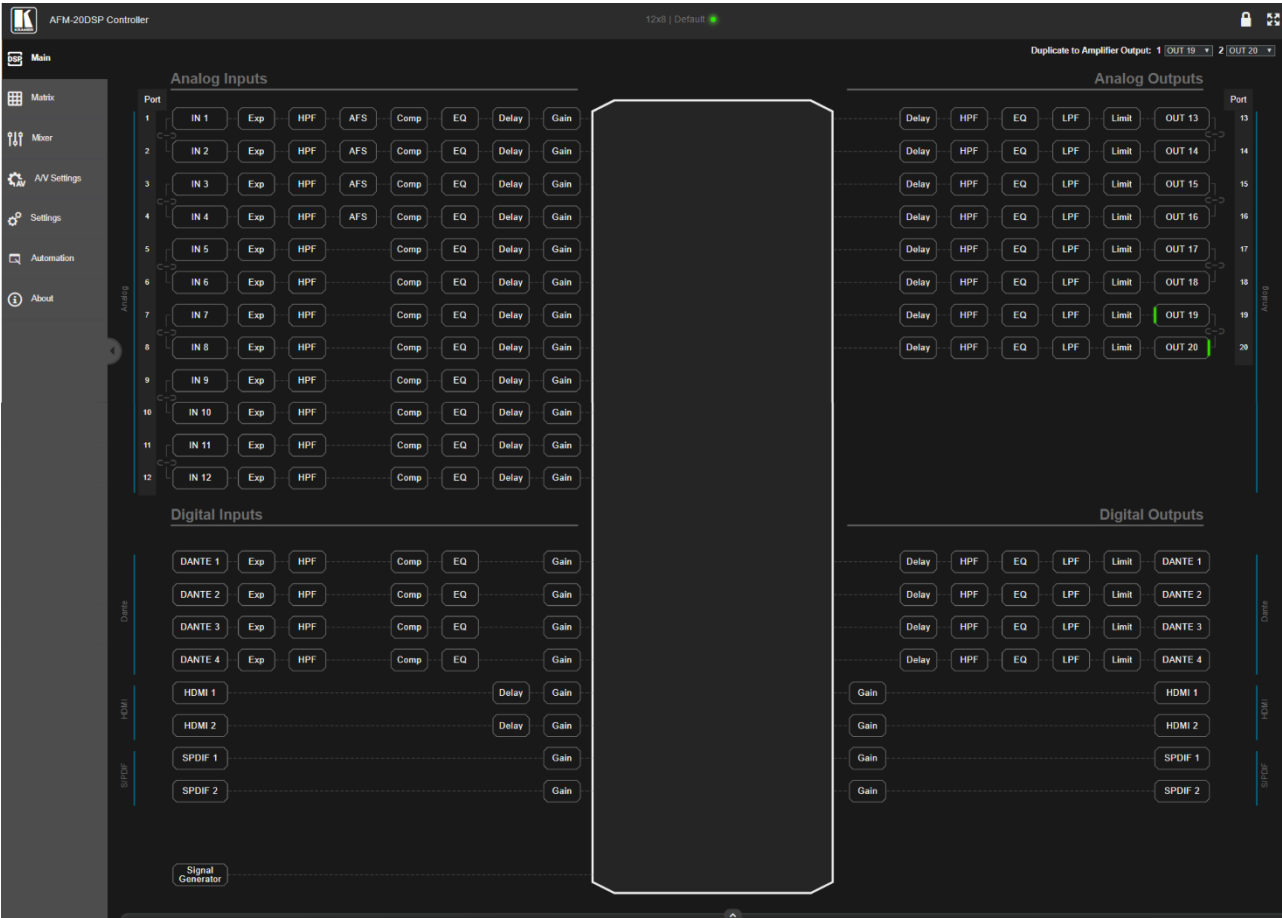 KRAMER
AFM-20DSP Controller
12x8 | Default
Duplicate to Amplifier Output: 1 OUT 19 2 OUT 20
DSP Main
Matrix
Mixer
AV A/V Settings
Settings
Automation
About
Analog Inputs
Analog Outputs
Port
Port
1 IN 1 Exp HPF AFS Comp EQ Delay Gain Delay HPF EQ LPF Limit OUT 13 13
2 IN 2 Exp HPF AFS Comp EQ Delay Gain Delay HPF EQ LPF Limit OUT 14 14
3 IN 3 Exp HPF AFS Comp EQ Delay Gain Delay HPF EQ LPF Limit OUT 15 15
4 IN 4 Exp HPF AFS Comp EQ Delay Gain Delay HPF EQ LPF Limit OUT 16 16
5 IN 5 Exp HPF Comp EQ Delay Gain Delay HPF EQ LPF Limit OUT 17 17
6 IN 6 Exp HPF Comp EQ Delay Gain Delay HPF EQ LPF Limit OUT 18 18
Analog
Analog
7 IN 7 Exp HPF Comp EQ Delay Gain Delay HPF EQ LPF Limit OUT 19 19
8 IN 8 Exp HPF Comp EQ Delay Gain Delay HPF EQ LPF Limit OUT 20 20
9 IN 9 Exp HPF Comp EQ Delay Gain
10 IN 10 Exp HPF Comp EQ Delay Gain
11 IN 11 Exp HPF Comp EQ Delay Gain
12 IN 12 Exp HPF Comp EQ Delay Gain
Digital Inputs
Digital Outputs
DANTE 1 Exp HPF Comp EQ Gain Delay HPF EQ LPF Limit DANTE 1
DANTE 2 Exp HPF Comp EQ Gain Delay HPF EQ LPF Limit DANTE 2
Dante
Dante
DANTE 3 Exp HPF Comp EQ Gain Delay HPF EQ LPF Limit DANTE 3
DANTE 4 Exp HPF Comp EQ Gain Delay HPF EQ LPF Limit DANTE 4
HDMI 1 Delay Gain Gain HDMI 1
HDMI
HDMI
HDMI 2 Delay Gain Gain HDMI 2
SPDIF 1 Gain Gain SPDIF 1
S/PDIF
S/PDIF
SPDIF 2 Gain Gain SPDIF 2
Signal
Generator